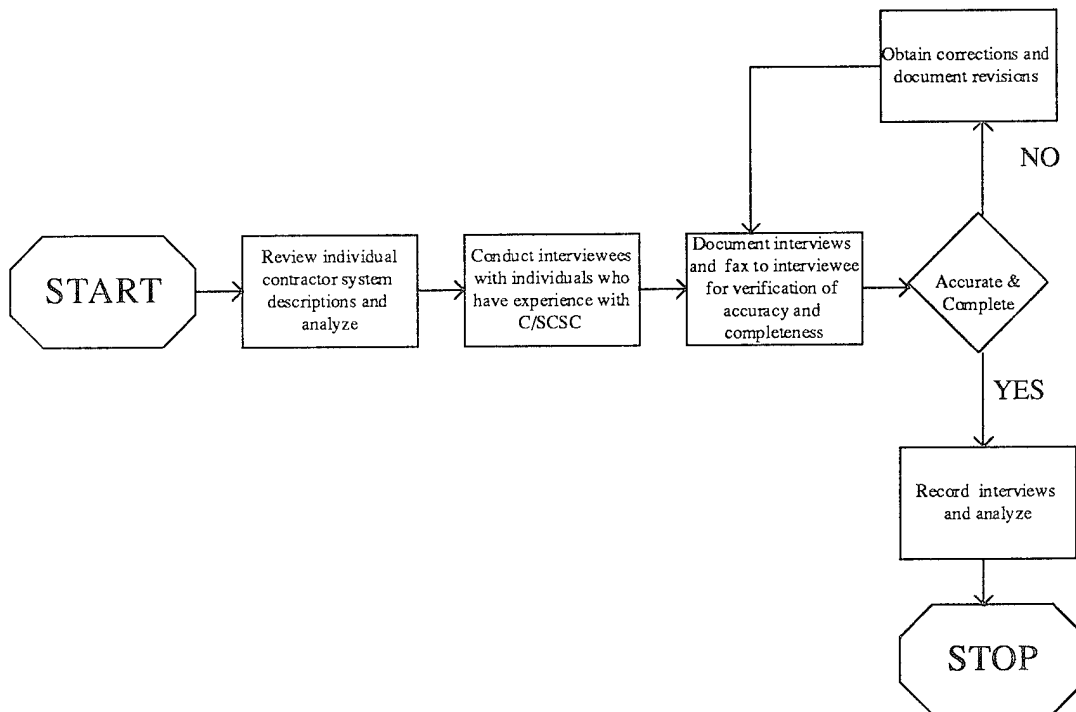 Obtain corrections and
document revisions
NO
START
Review individual
contractor system
descriptions and
analyze
Conduct interviewees
with individuals who
have experience with
C/SCSC
Document interviews
and fax to interviewee
for verification of
accuracy and
completeness
Accurate &
Complete
YES
Record interviews
and analyze
STOP